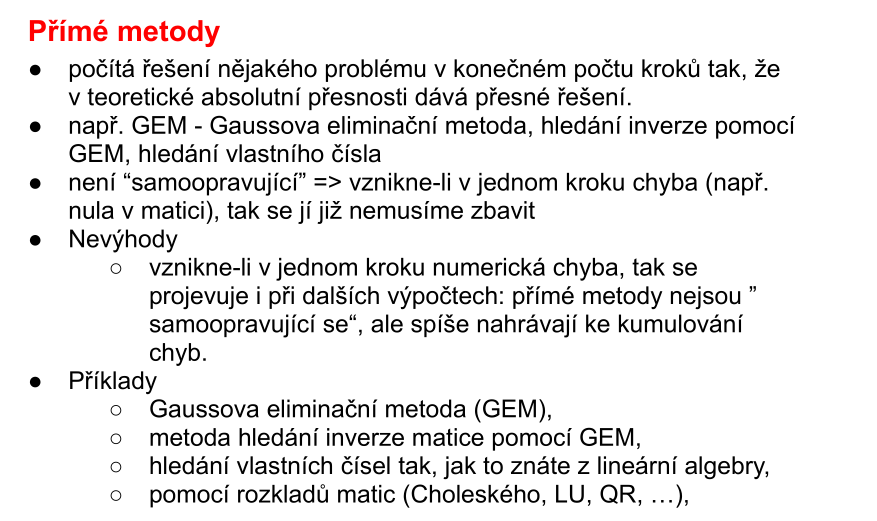 Přímé metody
● počítá řešení nějakého problému v konečném počtu kroků tak, že
v teoretické absolutní přesnosti dává přesné řešení.
● např. GEM - Gaussova eliminační metoda, hledání inverze pomocí
GEM, hledání vlastního čísla
● není “samoopravující” => vznikne-li v jednom kroku chyba (např.
nula v matici), tak se jí již nemusíme zbavit
● Nevýhody
○ vznikne-li v jednom kroku numerická chyba, tak se
projevuje i při dalších výpočtech: přímé metody nejsou ”
samoopravující se“, ale spíše nahrávají ke kumulování
chyb.
● Příklady
○ Gaussova eliminační metoda (GEM),
○ metoda hledání inverze matice pomocí GEM,
○ hledání vlastních čísel tak, jak to znáte z lineární algebry,
○ pomocí rozkladů matic (Choleského, LU, QR, …),